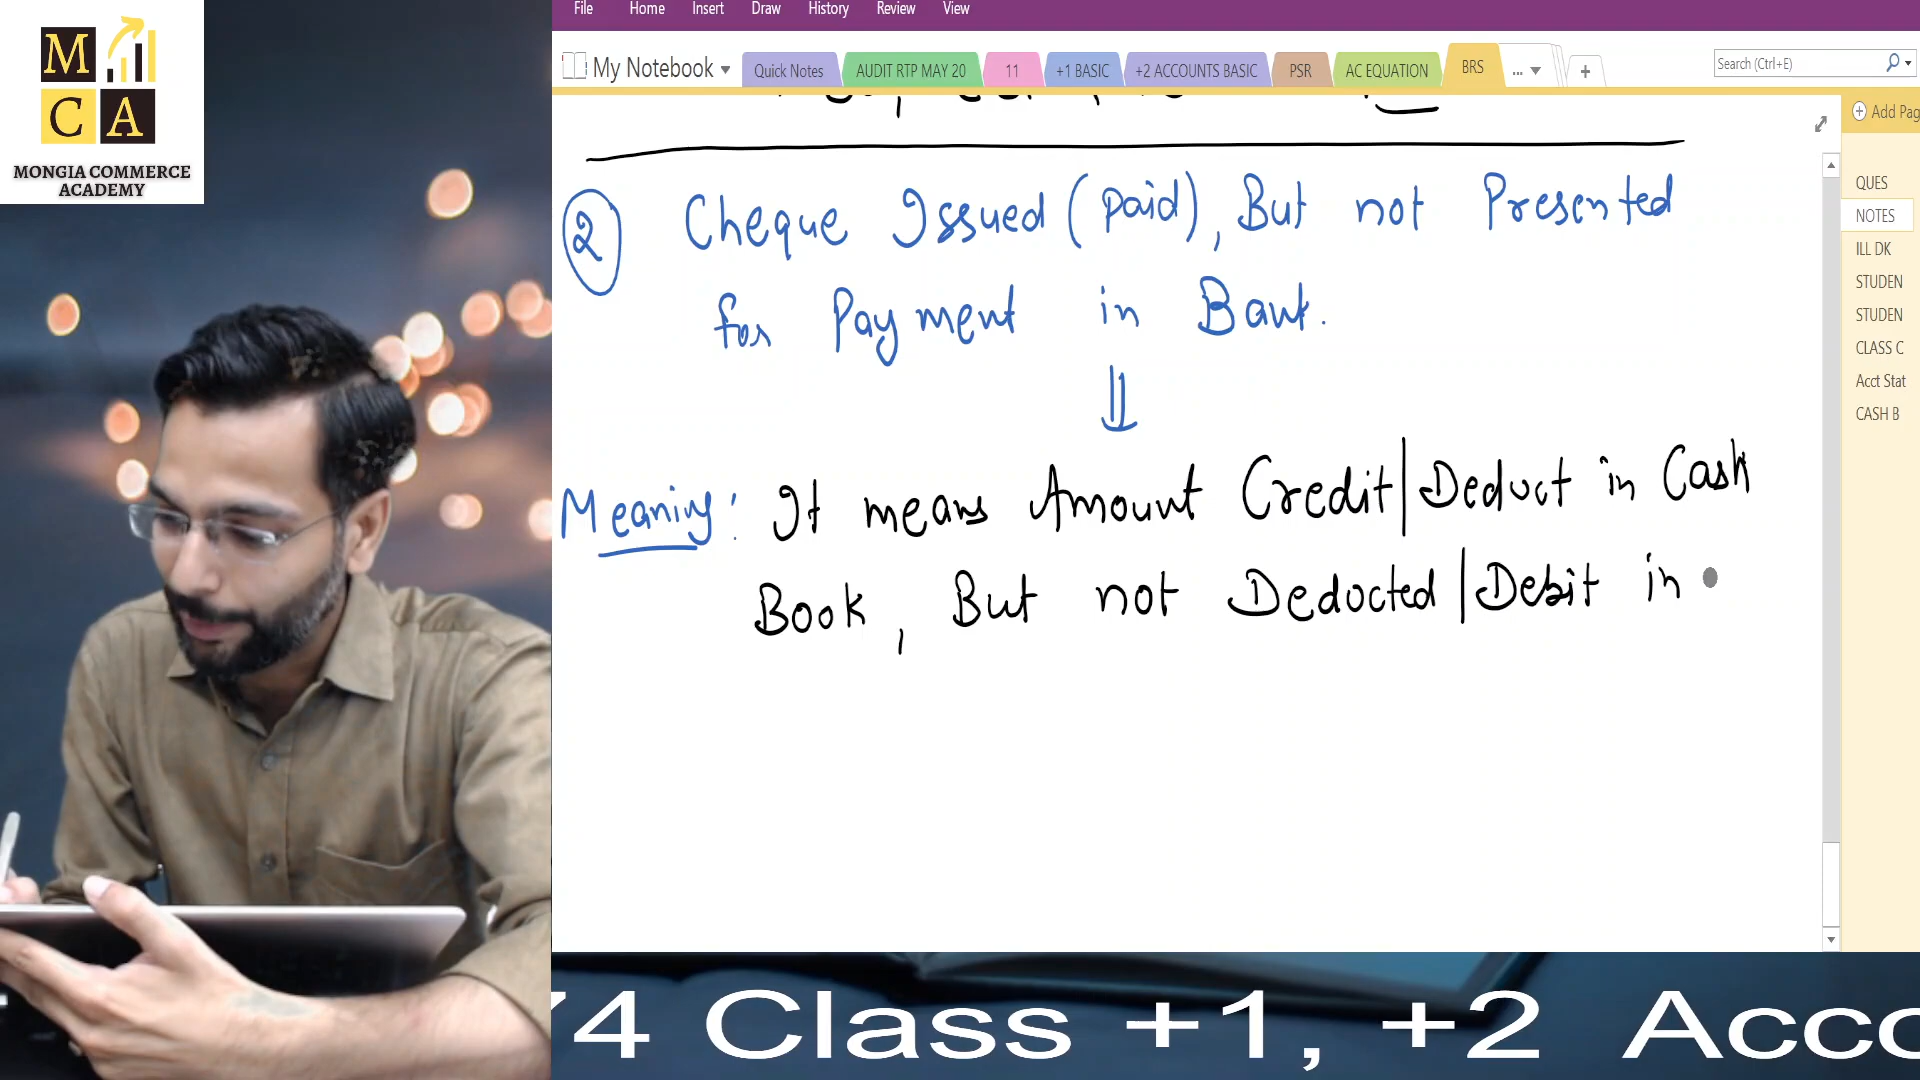 M
C A
MONGIA COMMERCE
ACADEMY
File Home Insert Draw History Review View
My Notebook Quick Notes AUDIT RTP MAY 20 11 +1 BASIC +2 ACCOUNTS BASIC PSR AC EQUATION BRS ... + Search (Ctrl+E)
+ Add Pag
QUES
NOTES
ILL DK
STUDEN
STUDEN
CLASS C
Acct Stat
CASH B
2 Cheque Issued (Paid), But not Presented
for Payment in Bank.
Meaning: It means Amount Credit | Deduct in Cash
Book, But not Deducted | Debit in
74 Class +1, +2 Acco